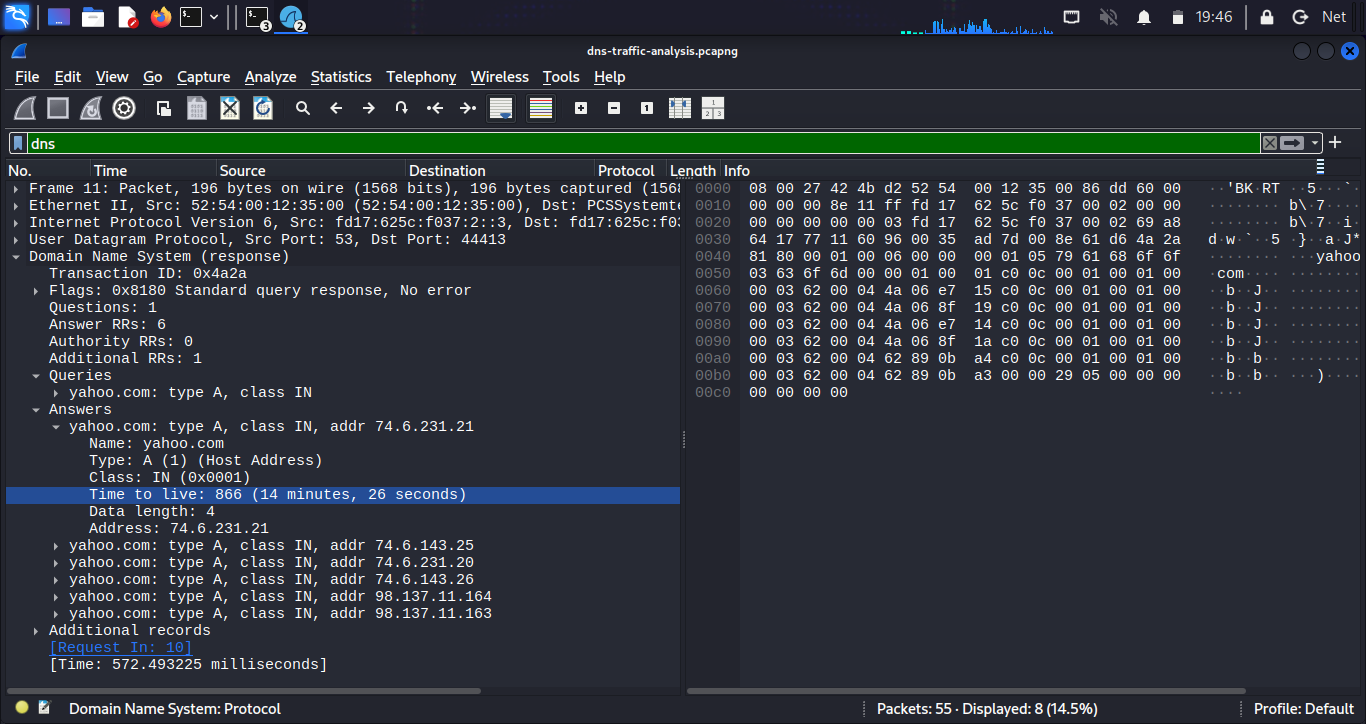 19:46
Net
3
2
dns-traffic-analysis.pcapng
File Edit View Go Capture Analyze Statistics Telephony Wireless Tools Help
dns
No. Time Source Destination Protocol Length Info
Frame 11: Packet, 196 bytes on wire (1568 bits), 196 bytes captured (1568
Ethernet II, Src: 52:54:00:12:35:00 (52:54:00:12:35:00), Dst: PCSSystemte
Internet Protocol Version 6, Src: fd17:625c:f037:2::3, Dst: fd17:625c:f03
User Datagram Protocol, Src Port: 53, Dst Port: 44413
Domain Name System (response)
Transaction ID: 0x4a2a
Flags: 0x8180 Standard query response, No error
Questions: 1
Answer RRs: 6
Authority RRs: 0
Additional RRs: 1
Queries
yahoo.com: type A, class IN
Answers
yahoo.com: type A, class IN, addr 74.6.231.21
Name: yahoo.com
Type: A (1) (Host Address)
Class: IN (0x0001)
Time to live: 866 (14 minutes, 26 seconds)
Data length: 4
Address: 74.6.231.21
yahoo.com: type A, class IN, addr 74.6.143.25
yahoo.com: type A, class IN, addr 74.6.231.20
yahoo.com: type A, class IN, addr 74.6.143.26
yahoo.com: type A, class IN, addr 98.137.11.164
yahoo.com: type A, class IN, addr 98.137.11.163
Additional records
[Request In: 10]
[Time: 572.493225 milliseconds]
0000 08 00 27 42 4b d2 52 54 00 12 35 00 86 dd 60 00 ··'BK·RT ··5···`·
0010 00 00 00 8e 11 ff fd 17 62 5c f0 37 00 02 00 00 ········ b\·7····
0020 00 00 00 00 00 03 fd 17 62 5c f0 37 00 02 69 a8 ········ b\·7··i·
0030 64 17 77 11 60 96 00 35 ad 7d 00 8e 61 d6 4a 2a d·w·`··5 ·}··a·J*
0040 81 80 00 01 00 06 00 00 00 01 05 79 61 68 6f 6f ········ ···yahoo
0050 03 63 6f 6d 00 00 01 00 01 c0 0c 00 01 00 01 00 ·com···· ········
0060 00 03 62 00 04 4a 06 e7 15 c0 0c 00 01 00 01 00 ··b··J·· ········
0070 00 03 62 00 04 4a 06 8f 19 c0 0c 00 01 00 01 00 ··b··J·· ········
0080 00 03 62 00 04 4a 06 e7 14 c0 0c 00 01 00 01 00 ··b··J·· ········
0090 00 03 62 00 04 4a 06 8f 1a c0 0c 00 01 00 01 00 ··b··J·· ········
00a0 00 03 62 00 04 62 89 0b a4 c0 0c 00 01 00 01 00 ··b··b·· ········
00b0 00 03 62 00 04 62 89 0b a3 00 00 29 05 00 00 00 ··b··b·· ···)····
00c0 00 00 00 00 ····
Domain Name System: Protocol
Packets: 55 · Displayed: 8 (14.5%)
Profile: Default